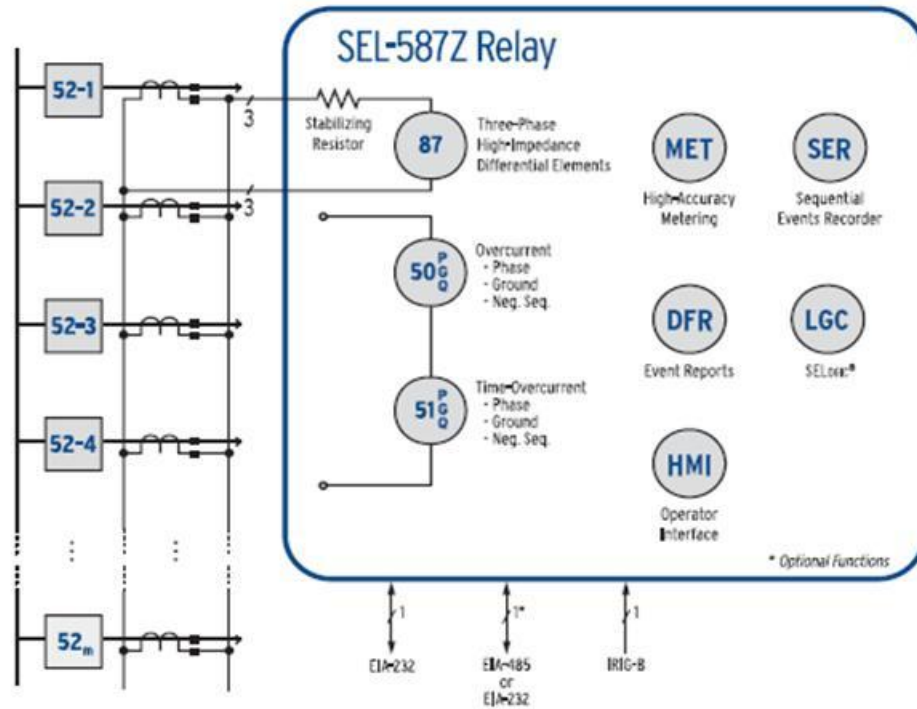 SEL-587Z Relay
52-1
3
Stabilizing
Resistor
87
Three-Phase
High-Impedance
Differential Elements
MET
High-Accuracy
Metering
SER
Sequential
Events Recorder
52-2
3
50 P G Q
Overcurrent
- Phase
- Ground
- Neg. Seq.
52-3
DFR
Event Reports
LGC
SELOGIC®
51 P G Q
Time-Overcurrent
- Phase
- Ground
- Neg. Seq.
52-4
HMI
Operator
Interface
* Optional Functions
52m
1
EIA-232
1*
EIA-485
or
EIA-232
1
IRIG-B